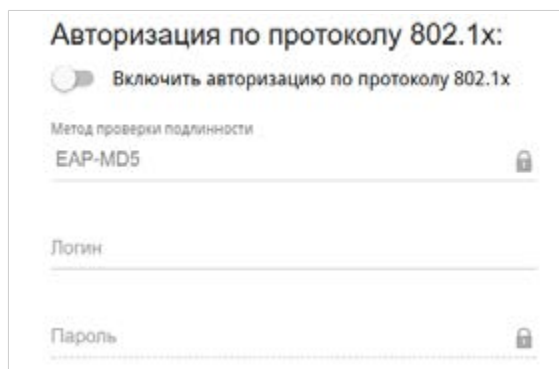 Авторизация по протоколу 802.1x:
Включить авторизацию по протоколу 802.1x
Метод проверки подлинности
EAP-MD5
Логин
Пароль